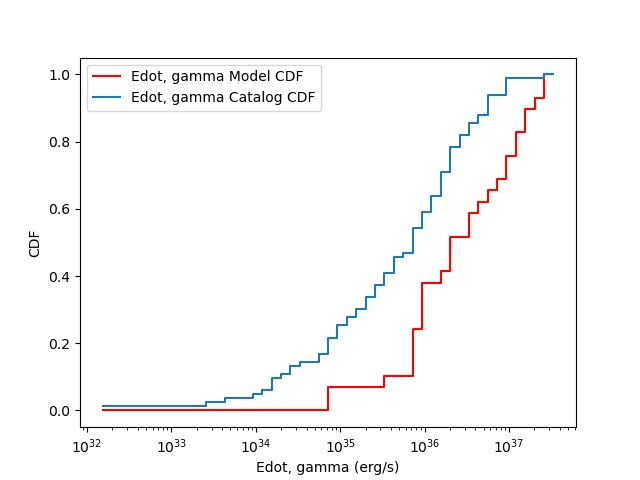 Edot, gamma Model CDF
Edot, gamma Catalog CDF
1.0
0.8
0.6
0.4
0.2
0.0
CDF
10^32 10^33 10^34 10^35 10^36 10^37
Edot, gamma (erg/s)